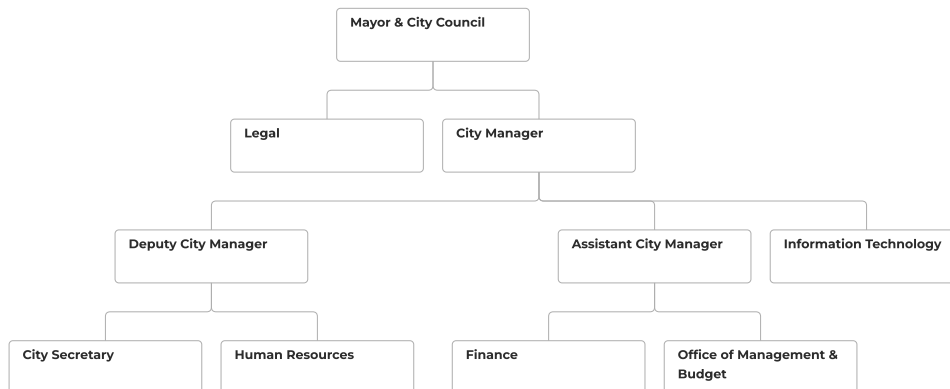 Mayor & City Council
Legal
City Manager
Deputy City Manager
Assistant City Manager
Information Technology
City Secretary
Human Resources
Finance
Office of Management &
Budget